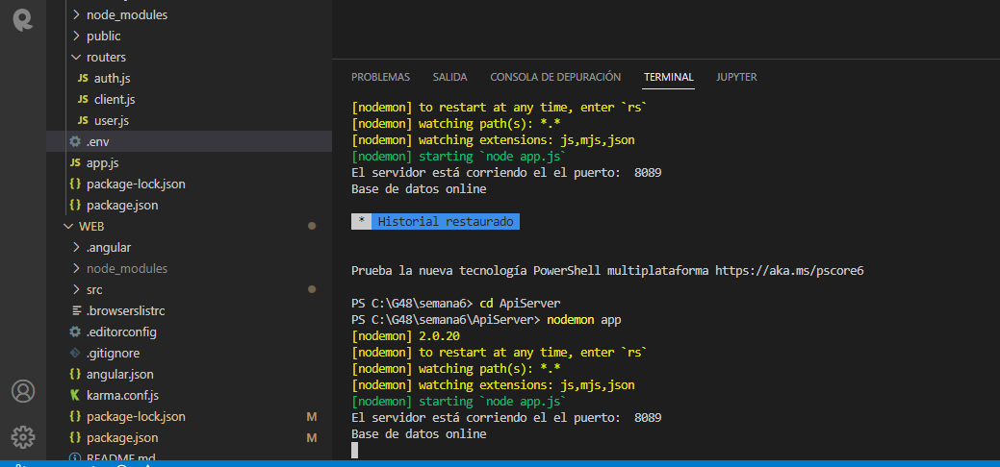 node_modules
public
routers
JS auth.js
JS client.js
JS user.js
.env
JS app.js
{} package-lock.json
{} package.json
WEB
.angular
node_modules
src
.browserslistrc
.editorconfig
.gitignore
{} angular.json
karma.conf.js
{} package-lock.json M
{} package.json M
README.md
PROBLEMAS SALIDA CONSOLA DE DEPURACIÓN TERMINAL JUPYTER
[nodemon] to restart at any time, enter `rs`
[nodemon] watching path(s): *.*
[nodemon] watching extensions: js,mjs,json
[nodemon] starting `node app.js`
El servidor está corriendo el el puerto:  8089
Base de datos online
* Historial restaurado
Prueba la nueva tecnología PowerShell multiplataforma https://aka.ms/pscore6
PS C:\G48\semana6> cd ApiServer
PS C:\G48\semana6\ApiServer> nodemon app
[nodemon] 2.0.20
[nodemon] to restart at any time, enter `rs`
[nodemon] watching path(s): *.*
[nodemon] watching extensions: js,mjs,json
[nodemon] starting `node app.js`
El servidor está corriendo el el puerto:  8089
Base de datos online